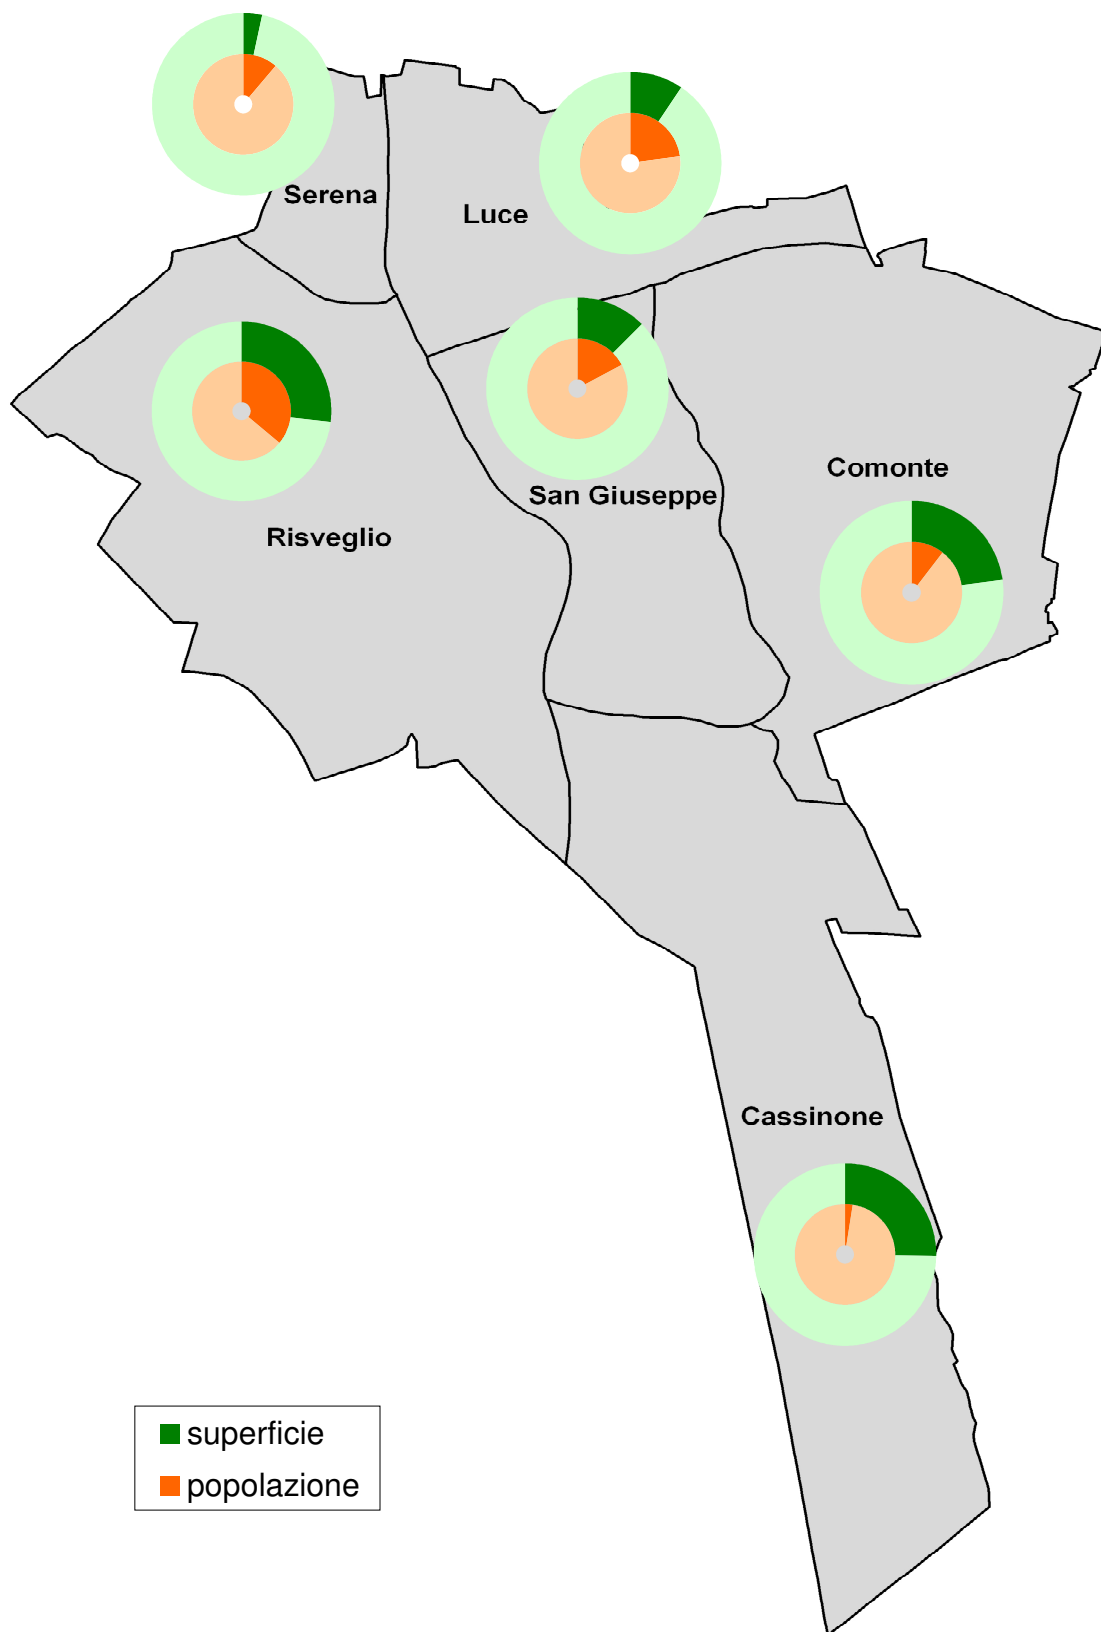 Serena
Luce
Comonte
San Giuseppe
Risveglio
Cassinone
superficie
popolazione